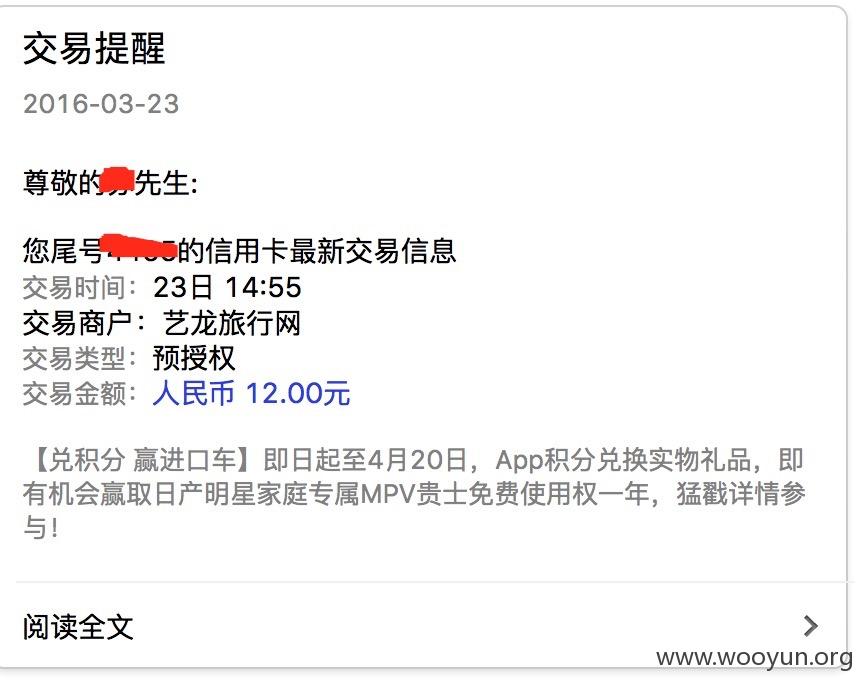 交易提醒
2016-03-23
尊敬的 先生:
您尾号 的信用卡最新交易信息
交易时间：23日 14:55
交易商户：艺龙旅行网
交易类型：预授权
交易金额：人民币 12.00元
【兑积分 赢进口车】即日起至4月20日，App积分兑换实物礼品，即
有机会赢取日产明星家庭专属MPV贵士免费使用权一年，猛戳详情参
与！
阅读全文
www.wooyun.org